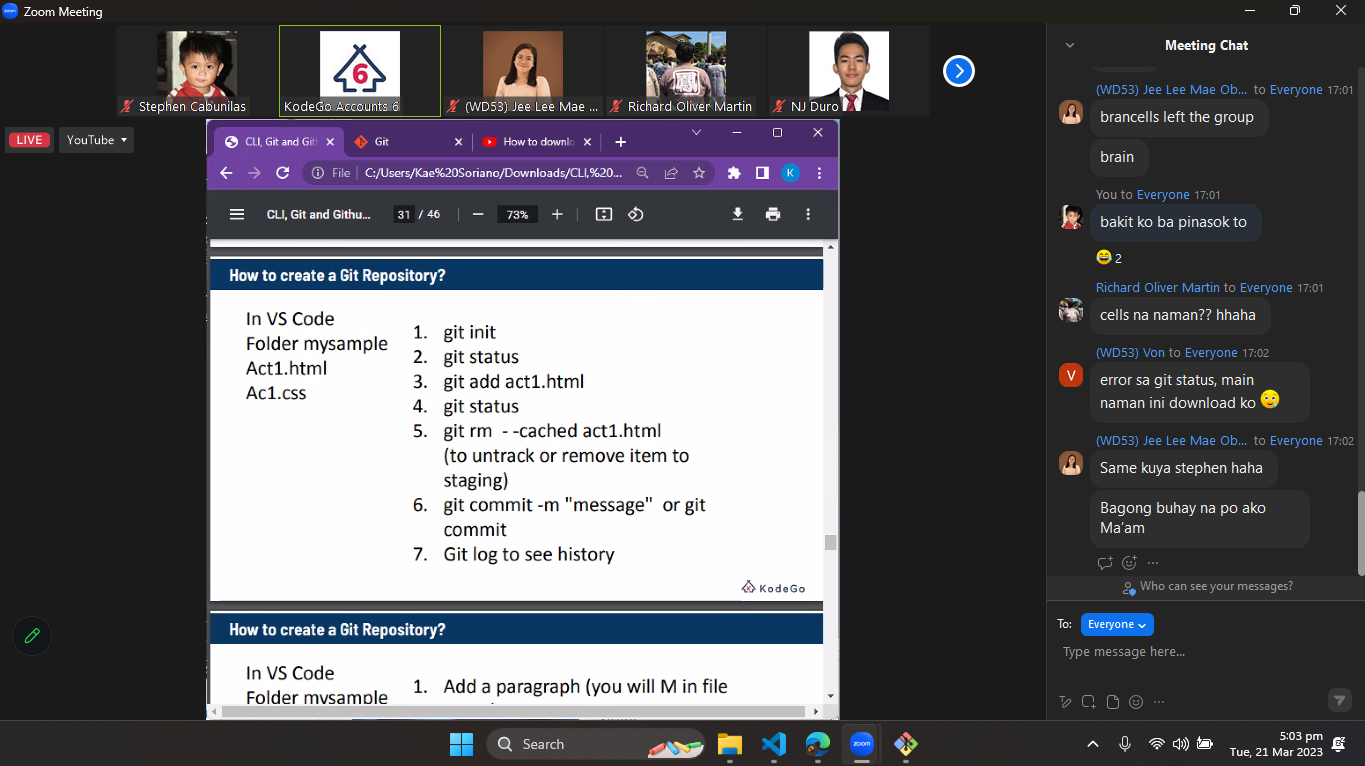 Zoom Meeting
Stephen Cabunilas
6
KodeGo Accounts 6
(WD53) Jee Lee Mae ...
Richard Oliver Martin
NJ Duro
LIVE
YouTube
CLI, Git and Gith
Git
How to downlo
File
C:/Users/Kae%20Soriano/Downloads/CLI,%20...
K
CLI, Git and Githu...
31 / 46
73%
How to create a Git Repository?
In VS Code
Folder mysample
Act1.html
Ac1.css
1. git init
2. git status
3. git add act1.html
4. git status
5. git rm - -cached act1.html
(to untrack or remove item to
staging)
6. git commit -m "message" or git
commit
7. Git log to see history
KodeGo
How to create a Git Repository?
In VS Code
Folder mysample
1. Add a paragraph (you will M in file
Meeting Chat
(WD53) Jee Lee Mae Ob... to Everyone 17:01
brancells left the group
brain
You to Everyone 17:01
bakit ko ba pinasok to
2
Richard Oliver Martin to Everyone 17:01
cells na naman?? hhaha
(WD53) Von to Everyone 17:02
V
error sa git status, main
naman ini download ko
(WD53) Jee Lee Mae Ob... to Everyone 17:02
Same kuya stephen haha
Bagong buhay na po ako
Ma'am
Who can see your messages?
To: Everyone
Type message here...
Search
zoom
5:03 pm
Tue, 21 Mar 2023